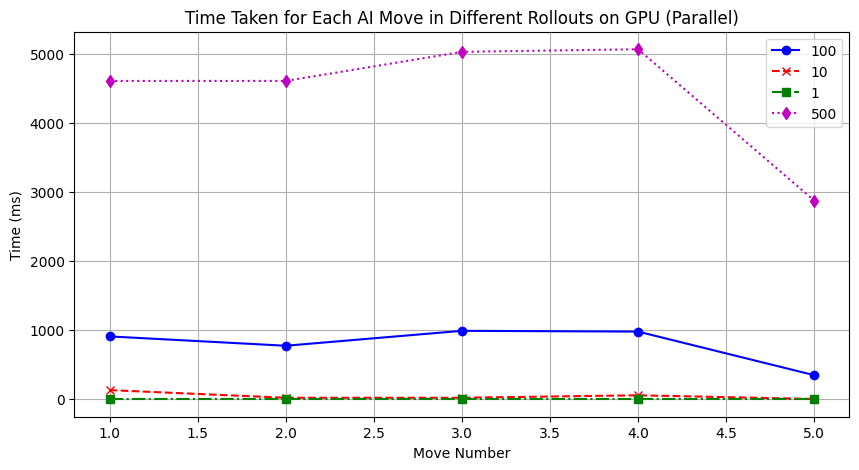 Time Taken for Each AI Move in Different Rollouts on GPU (Parallel)
100
10
1
500
Time (ms)
5000
4000
3000
2000
1000
0
1.0 1.5 2.0 2.5 3.0 3.5 4.0 4.5 5.0
Move Number